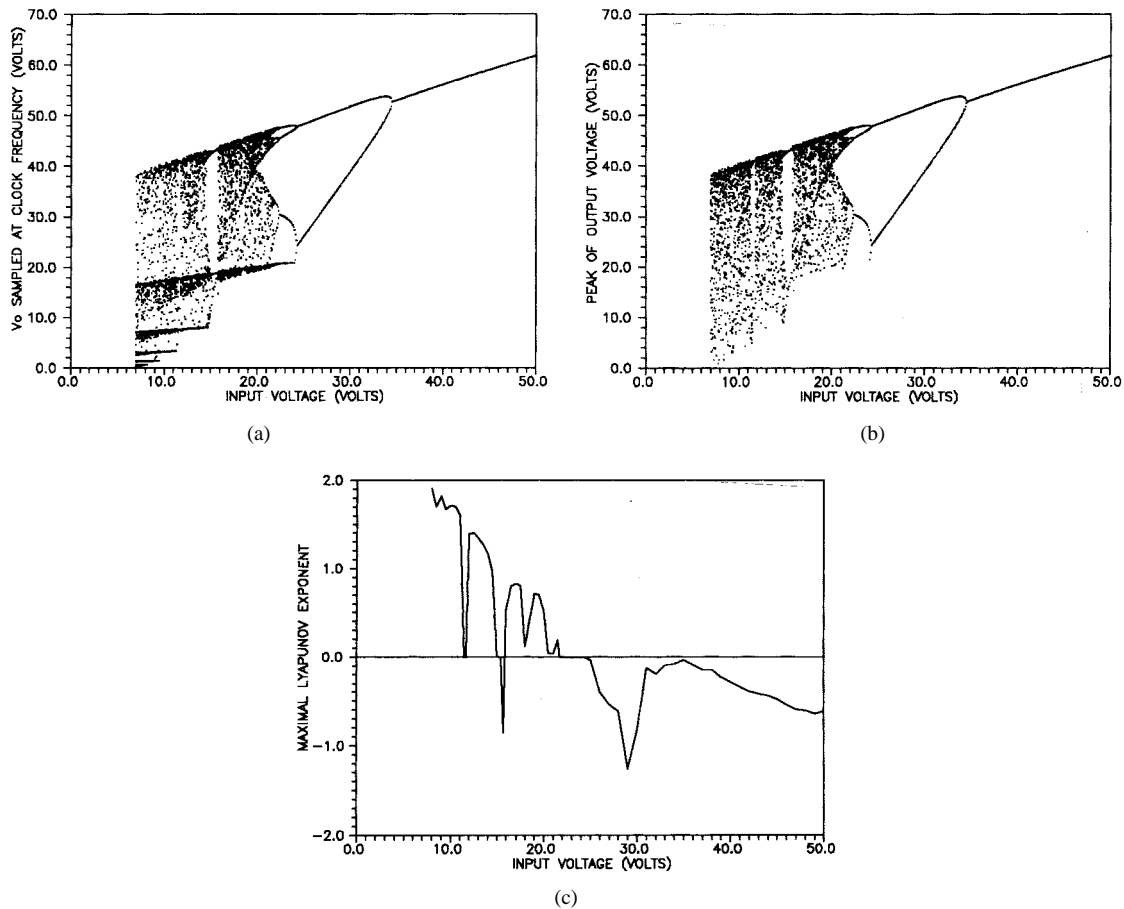 Vo SAMPLED AT CLOCK FREQUENCY (VOLTS)
70.0
60.0
50.0
40.0
30.0
20.0
10.0
0.0
0.0 10.0 20.0 30.0 40.0 50.0
INPUT VOLTAGE (VOLTS)
(a)
PEAK OF OUTPUT VOLTAGE (VOLTS)
70.0
60.0
50.0
40.0
30.0
20.0
10.0
0.0
0.0 10.0 20.0 30.0 40.0 50.0
INPUT VOLTAGE (VOLTS)
(b)
MAXIMAL LYAPUNOV EXPONENT
2.0
1.0
0.0
-1.0
-2.0
0.0 10.0 20.0 30.0 40.0 50.0
INPUT VOLTAGE (VOLTS)
(c)